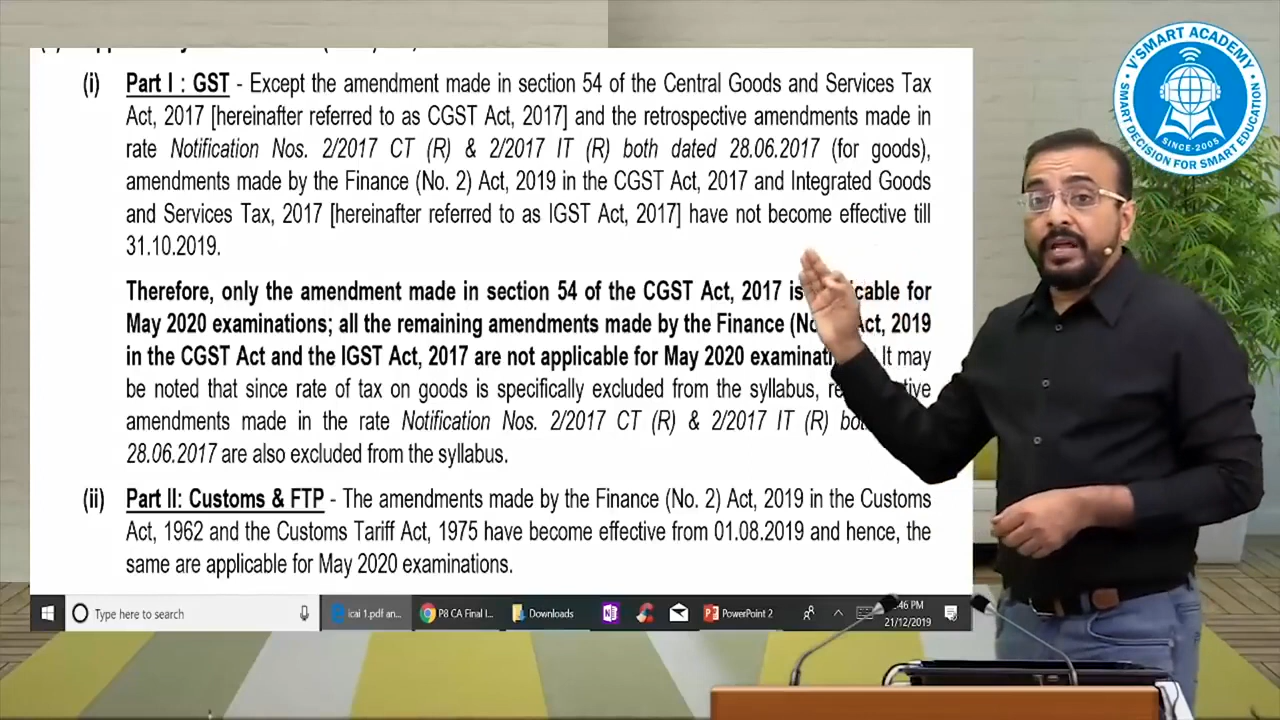 (i) Part I : GST - Except the amendment made in section 54 of the Central Goods and Services Tax
Act, 2017 [hereinafter referred to as CGST Act, 2017] and the retrospective amendments made in
rate Notification Nos. 2/2017 CT (R) & 2/2017 IT (R) both dated 28.06.2017 (for goods),
amendments made by the Finance (No. 2) Act, 2019 in the CGST Act, 2017 and Integrated Goods
and Services Tax, 2017 [hereinafter referred to as IGST Act, 2017] have not become effective till
31.10.2019.
Therefore, only the amendment made in section 54 of the CGST Act, 2017 is cable for
May 2020 examinations; all the remaining amendments made by the Finance (No Act, 2019
in the CGST Act and the IGST Act, 2017 are not applicable for May 2020 examinati It may
be noted that since rate of tax on goods is specifically excluded from the syllabus, re ive
amendments made in the rate Notification Nos. 2/2017 CT (R) & 2/2017 IT (R) bo
28.06.2017 are also excluded from the syllabus.
(ii) Part II: Customs & FTP - The amendments made by the Finance (No. 2) Act, 2019 in the Customs
Act, 1962 and the Customs Tariff Act, 1975 have become effective from 01.08.2019 and hence, the
same are applicable for May 2020 examinations.
Type here to search
icai 1.pdf an...
P8 CA Final I...
Downloads
PowerPoint 2
:46 PM
21/12/2019
V'SMART ACADEMY
SINCE-2005
SMART DECISION FOR SMART EDUCATION